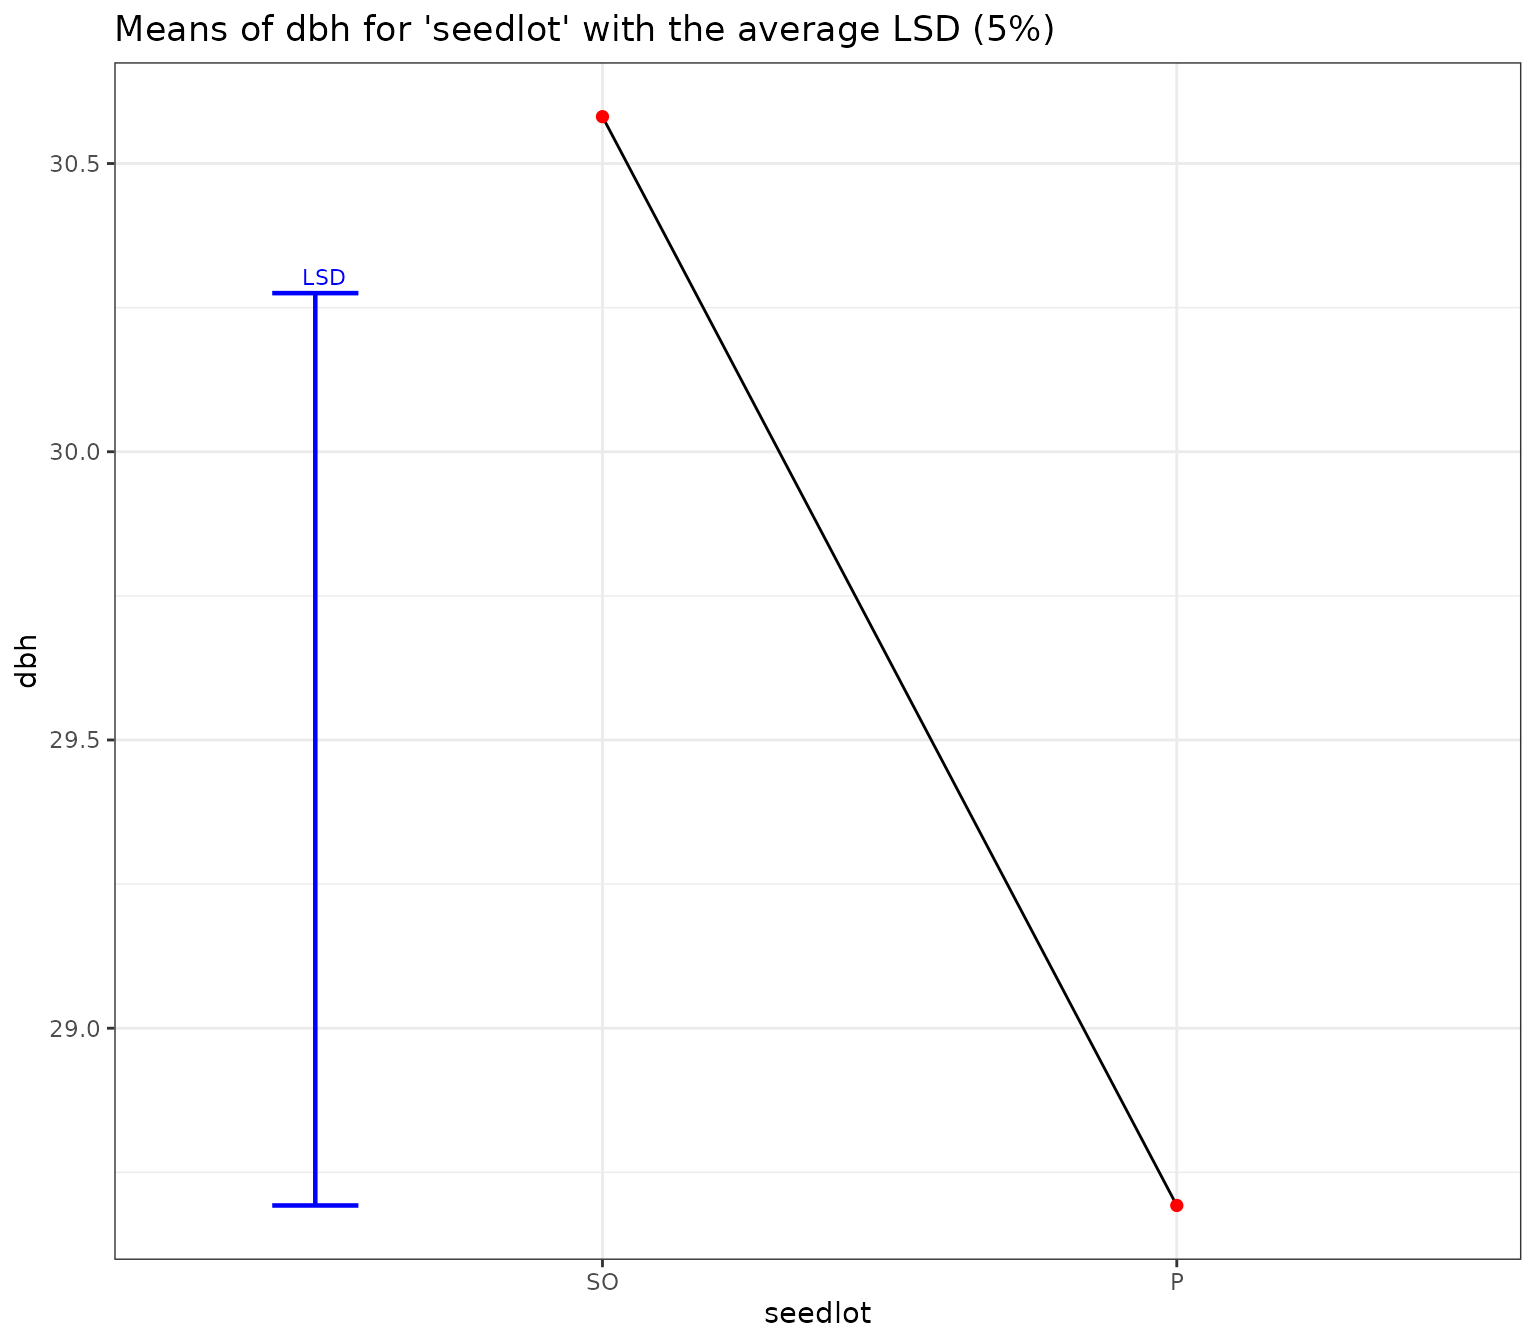 Means of dbh for 'seedlot' with the average LSD (5%)
30.5
LSD
30.0
dbh
29.5
29.0
SO
P
seedlot